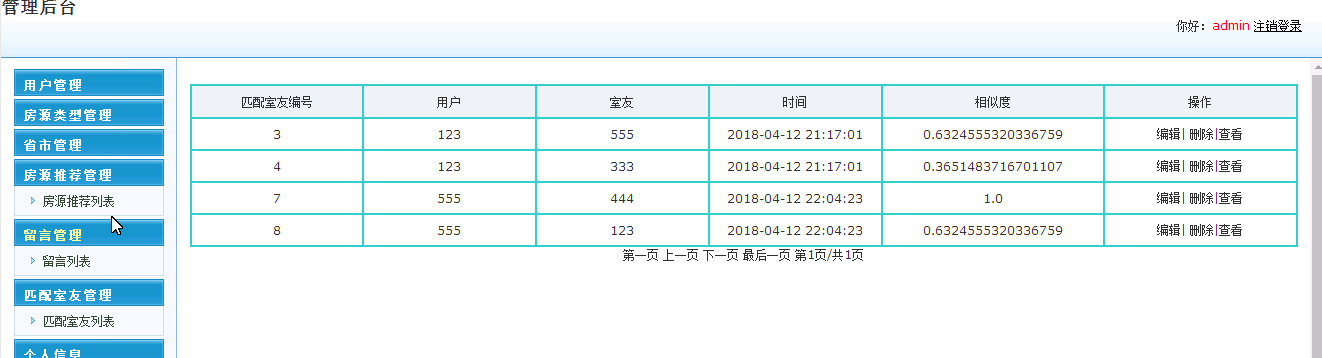 管理后台
你好：admin 注销登录
用户管理
房源类型管理
省市管理
房源推荐管理
房源推荐列表
留言管理
留言列表
匹配室友管理
匹配室友列表
个人信息
匹配室友编号 用户 室友 时间 相似度 操作
3 123 555 2018-04-12 21:17:01 0.6324555320336759 编辑| 删除|查看
4 123 333 2018-04-12 21:17:01 0.3651483716701107 编辑| 删除|查看
7 555 444 2018-04-12 22:04:23 1.0 编辑| 删除|查看
8 555 123 2018-04-12 22:04:23 0.6324555320336759 编辑| 删除|查看
第一页 上一页 下一页 最后一页 第1页/共1页